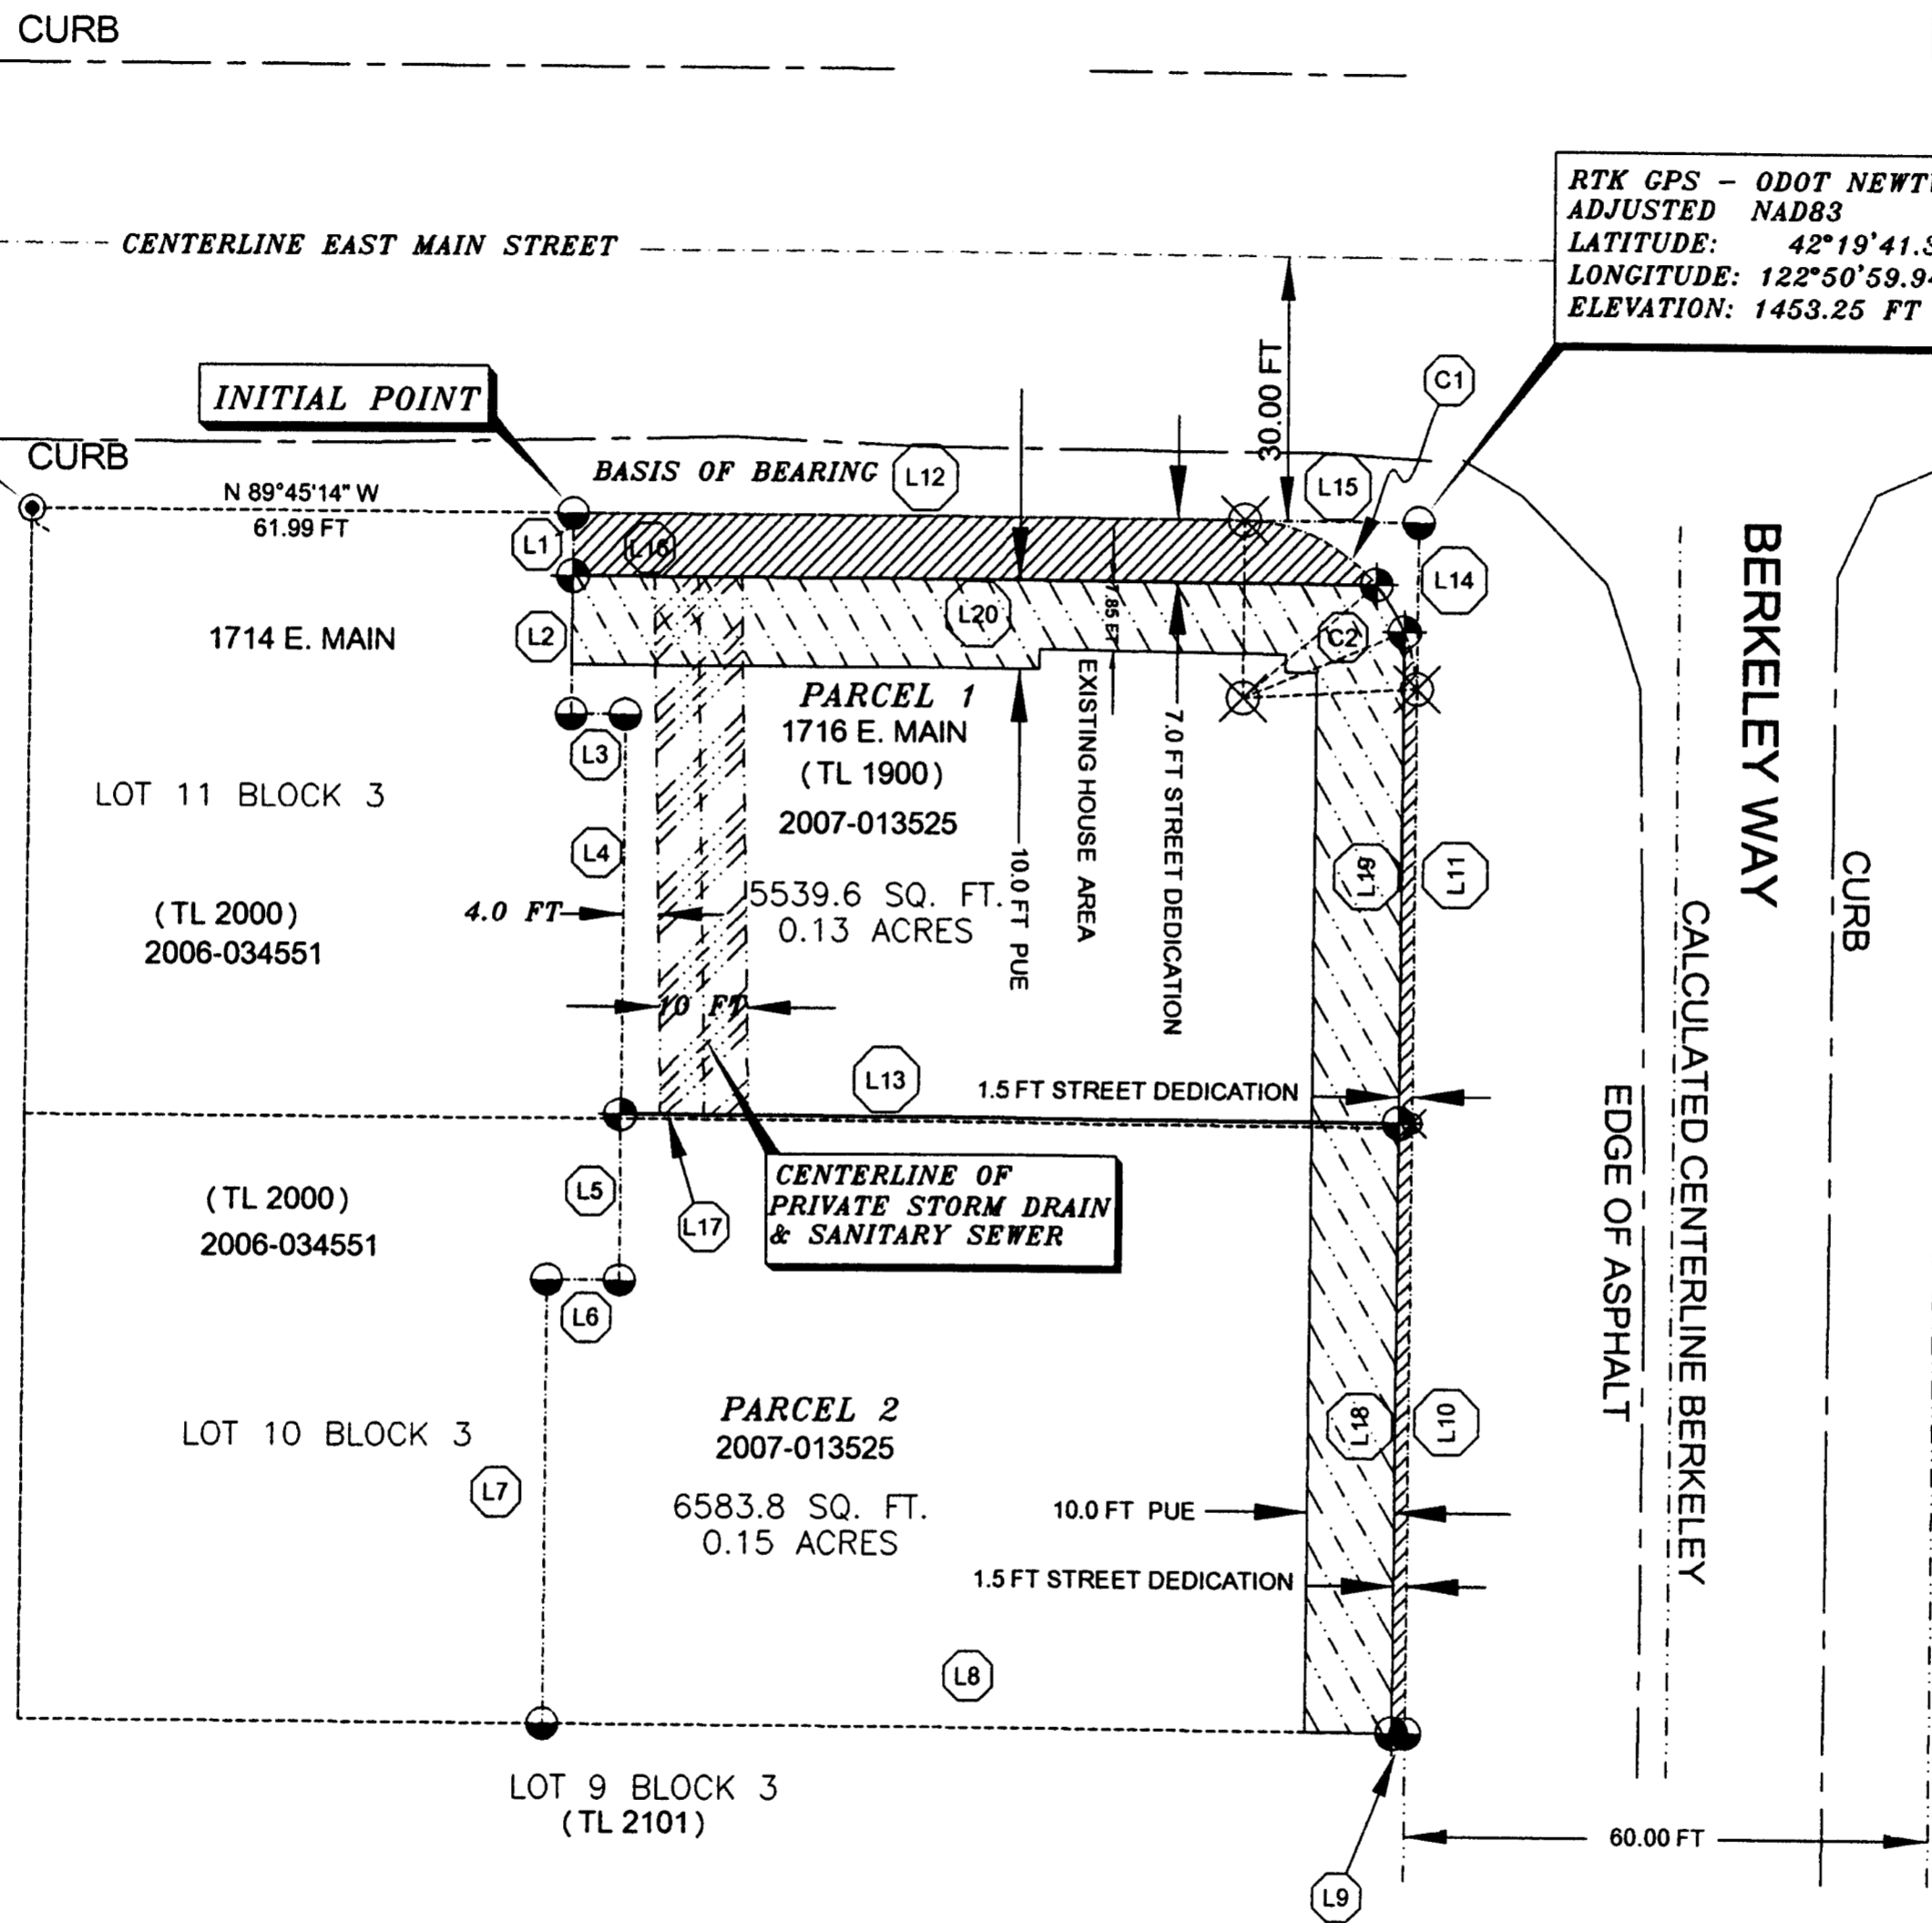 CURB
RTK GPS – ODOT
ADJUSTED NAD83
LATITUDE: 42°19'41.3
LONGITUDE: 122°50'59.9
ELEVATION: 1453.25 FT
CENTERLINE EAST MAIN STREET
30.00 FT
C1
INITIAL POINT
CURB
BASIS OF BEARING
L12
L15
N 89°45'14" W
61.99 FT
L1
L16
L14
1714 E. MAIN
L2
L20
7.85 FT
C2
BERKELEY WAY
PARCEL 1
1716 E. MAIN
(TL 1900)
2007-013525
L3
EXISTING HOUSE AREA
7.0 FT STREET DEDICATION
10.0 FT PUE
LOT 11 BLOCK 3
L4
L19
L11
CURB
5539.6 SQ. FT.
0.13 ACRES
(TL 2000)
2006-034551
4.0 FT
10 FT
CALCULATED CENTERLINE BERKELEY
EDGE OF ASPHALT
L13
1.5 FT STREET DEDICATION
CENTERLINE OF
PRIVATE STORM DRAIN
& SANITARY SEWER
L5
L17
(TL 2000)
2006-034551
L6
PARCEL 2
2007-013525
L18
L10
LOT 10 BLOCK 3
L7
6583.8 SQ. FT.
0.15 ACRES
10.0 FT PUE
1.5 FT STREET DEDICATION
L8
LOT 9 BLOCK 3
(TL 2101)
60.00 FT
L9